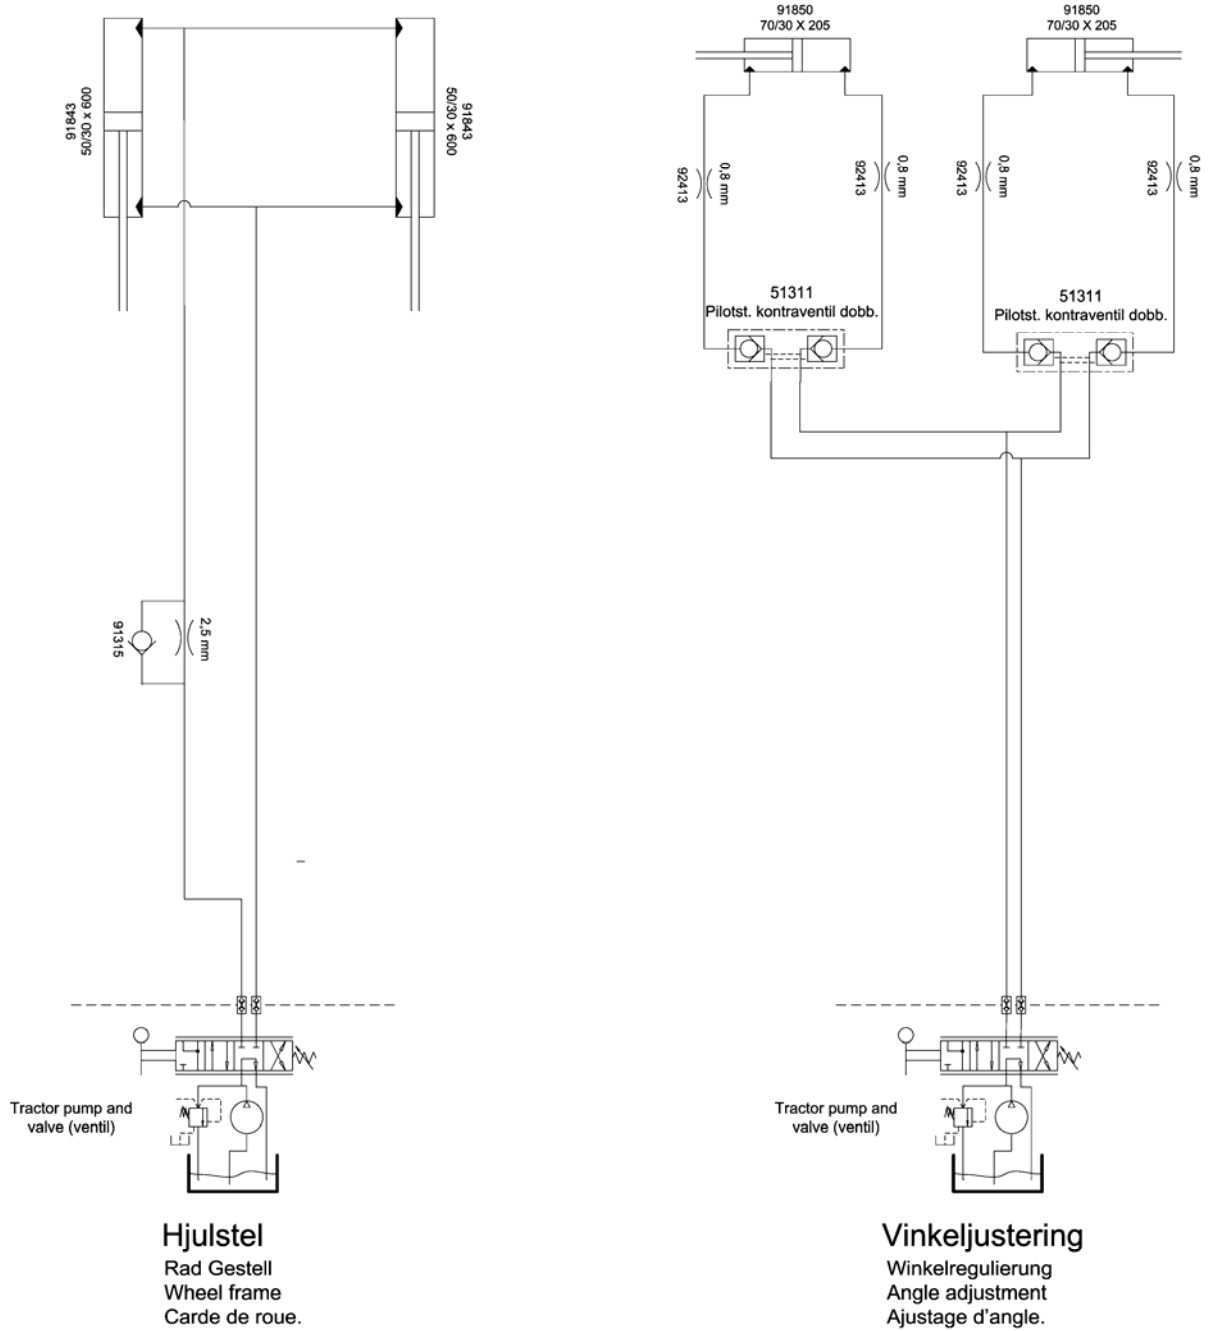 91843
50/30 x 600
91843
50/30 x 600
91315
2,5 mm
Tractor pump and
valve (ventil)
Hjulstel
Rad Gestell
Wheel frame
Carde de roue.
91850
70/30 X 205
91850
70/30 X 205
92413
0,8 mm
92413
0,8 mm
92413
0,8 mm
92413
0,8 mm
51311
Pilotst. kontraventil dobb.
51311
Pilotst. kontraventil dobb.
Tractor pump and
valve (ventil)
Vinkeljustering
Winkelregulierung
Angle adjustment
Ajustage d'angle.